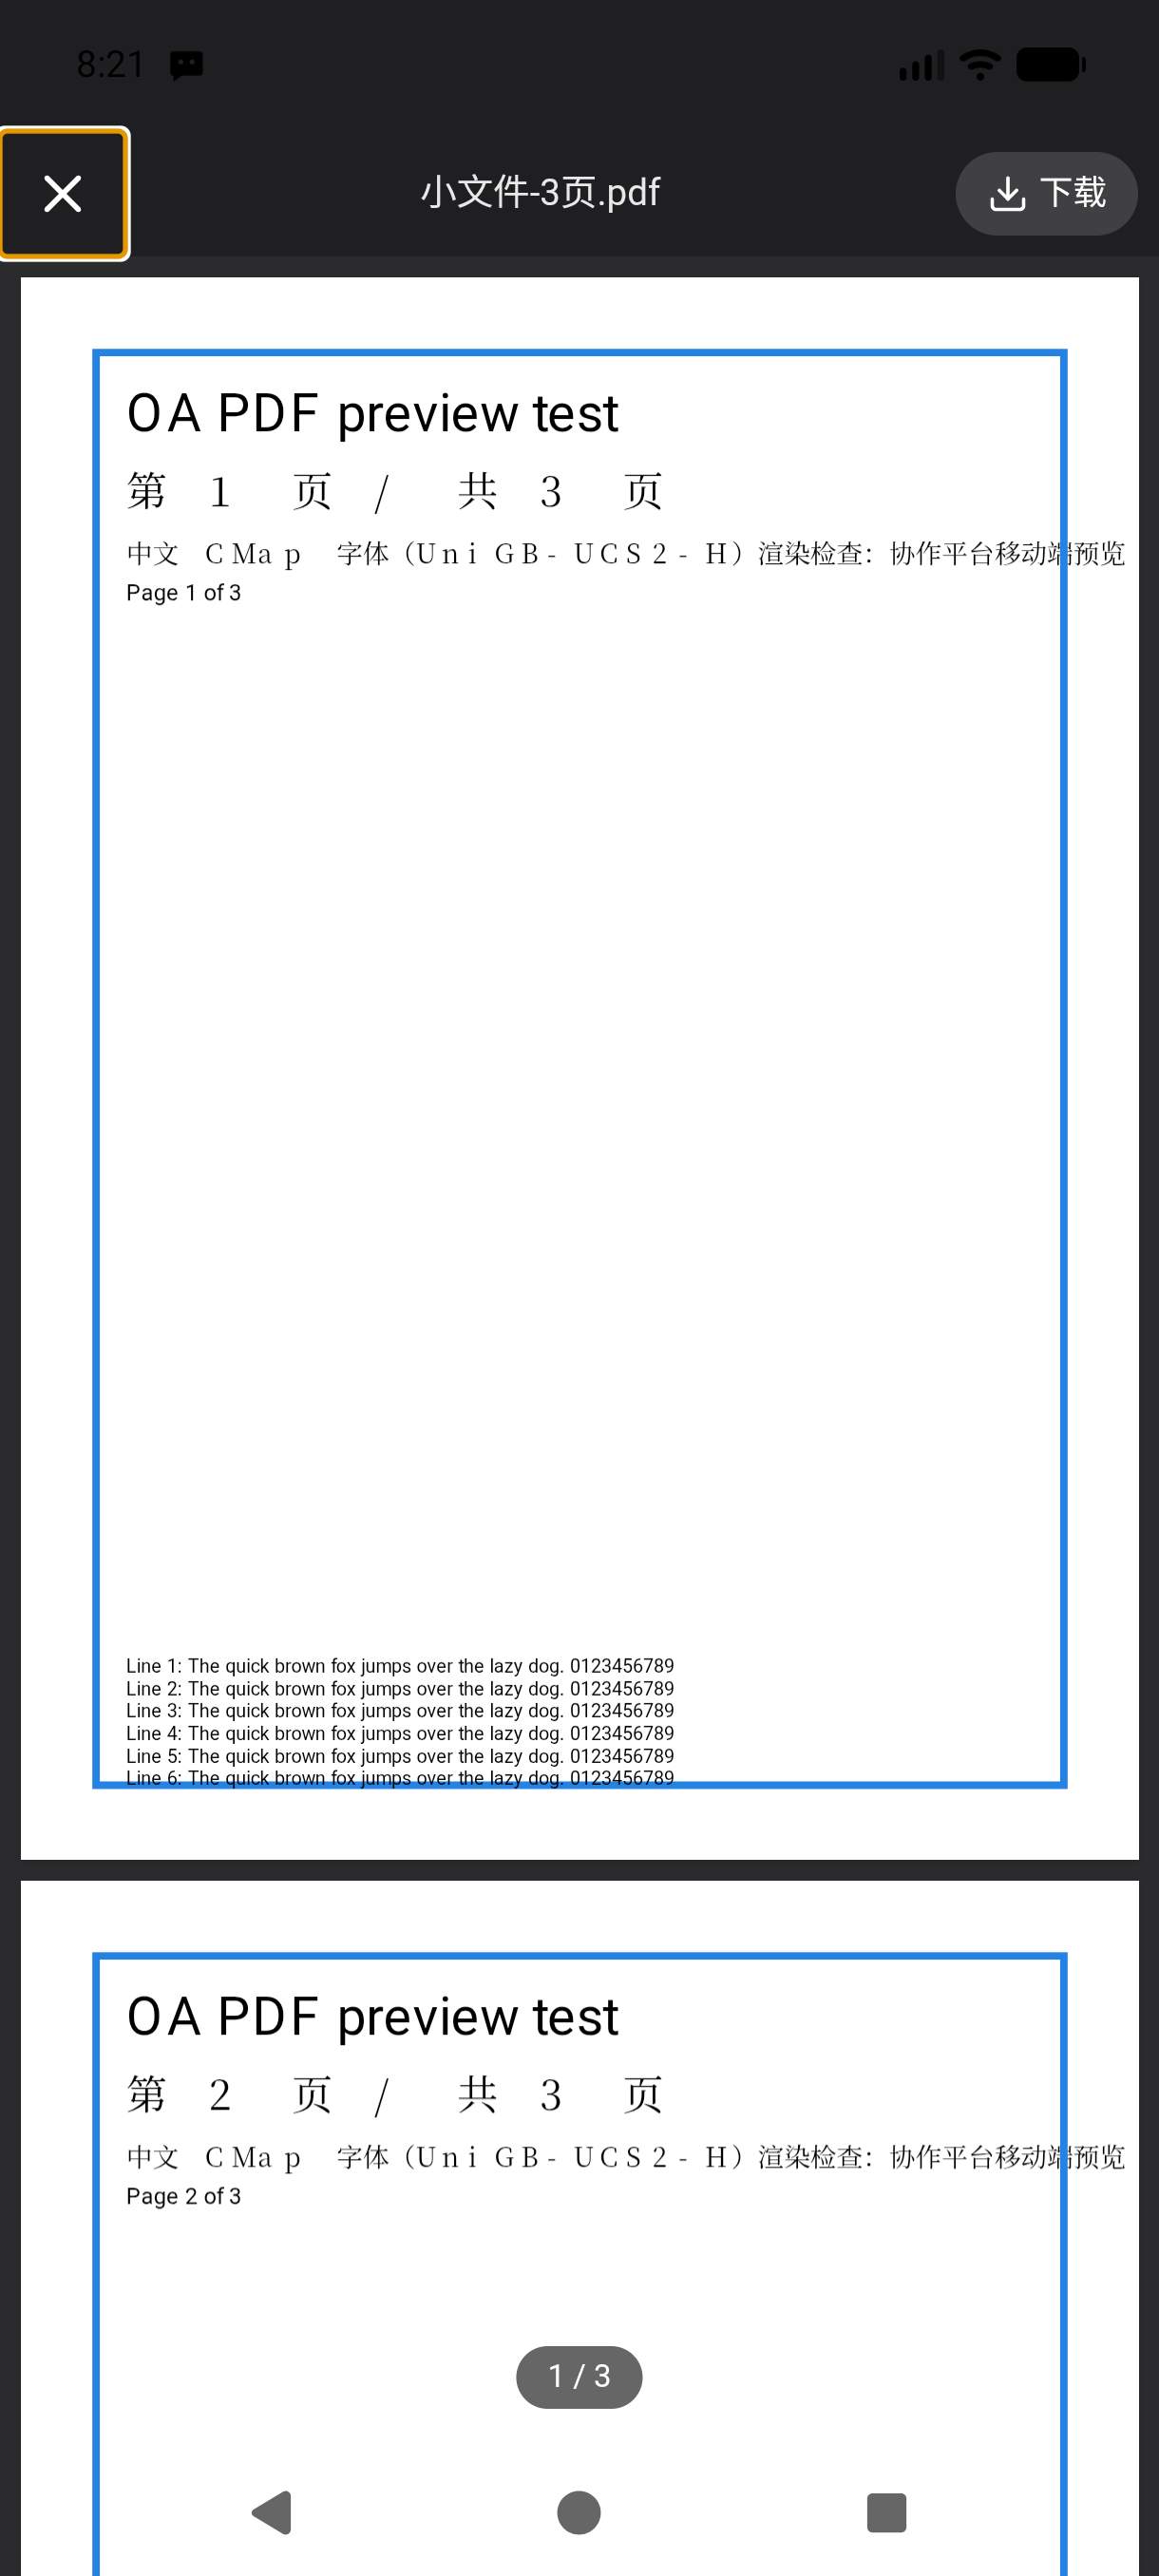 8:21
小文件-3页.pdf
下载
OA PDF preview test
第 1 页 / 共 3 页
中文 CMap 字体（UniGB-UCS2-H）渲染检查：协作平台移动端预览
Page 1 of 3
Line 1: The quick brown fox jumps over the lazy dog. 0123456789
Line 2: The quick brown fox jumps over the lazy dog. 0123456789
Line 3: The quick brown fox jumps over the lazy dog. 0123456789
Line 4: The quick brown fox jumps over the lazy dog. 0123456789
Line 5: The quick brown fox jumps over the lazy dog. 0123456789
Line 6: The quick brown fox jumps over the lazy dog. 0123456789
OA PDF preview test
第 2 页 / 共 3 页
中文 CMap 字体（UniGB-UCS2-H）渲染检查：协作平台移动端预览
Page 2 of 3
1 / 3